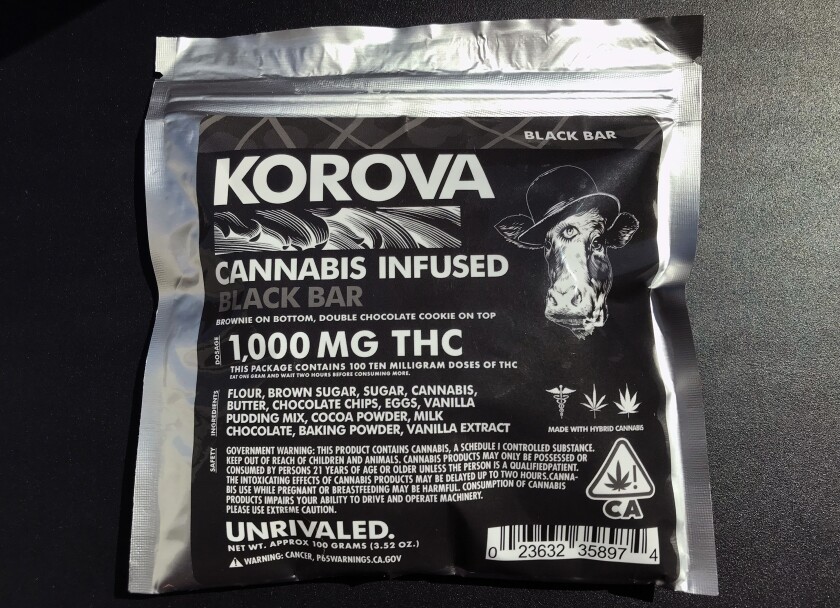 BLACK BAR
KOROVA
CANNABIS INFUSED
BLACK BAR
BROWNIE ON BOTTOM, DOUBLE CHOCOLATE COOKIE ON TOP
DOSAGE
1,000 MG THC
THIS PACKAGE CONTAINS 100 TEN MILLIGRAM DOSES OF THC
EAT ONE GRAM AND WAIT TWO HOURS BEFORE CONSUMING MORE.
INGREDIENTS
FLOUR, BROWN SUGAR, SUGAR, CANNABIS,
BUTTER, CHOCOLATE CHIPS, EGGS, VANILLA
PUDDING MIX, COCOA POWDER, MILK
CHOCOLATE, BAKING POWDER, VANILLA EXTRACT
MADE WITH HYBRID CANNABIS
SAFETY
GOVERNMENT WARNING: THIS PRODUCT CONTAINS CANNABIS, A SCHEDULE I CONTROLLED SUBSTANCE.
KEEP OUT OF REACH OF CHILDREN AND ANIMALS. CANNABIS PRODUCTS MAY ONLY BE POSSESSED OR
CONSUMED BY PERSONS 21 YEARS OF AGE OR OLDER UNLESS THE PERSON IS A QUALIFIEDPATIENT.
THE INTOXICATING EFFECTS OF CANNABIS PRODUCTS MAY BE DELAYED UP TO TWO HOURS.CANNA-
BIS USE WHILE PREGNANT OR BREASTFEEDING MAY BE HARMFUL. CONSUMPTION OF CANNABIS
PRODUCTS IMPAIRS YOUR ABILITY TO DRIVE AND OPERATE MACHINERY.
PLEASE USE EXTREME CAUTION.
!
CA
UNRIVALED.
NET WT. APPROX 100 GRAMS (3.52 OZ.)
WARNING: CANCER, P65WARNINGS.CA.GOV
0 23632 35897 4